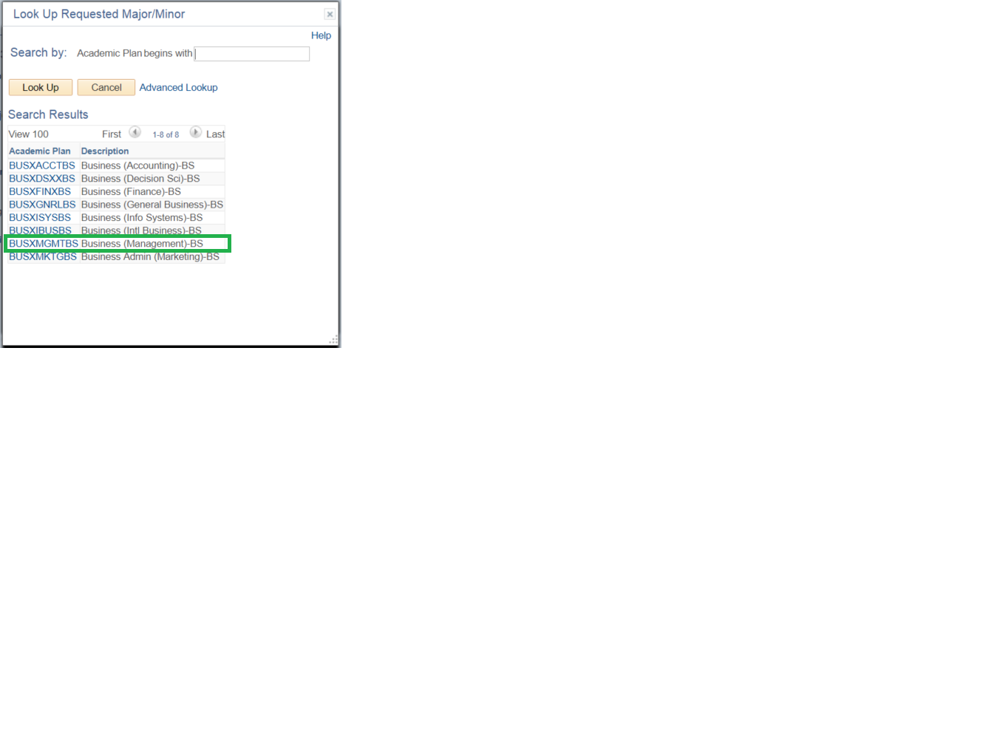 Look Up Requested Major/Minor
Help
Search by: Academic Plan begins with
Look Up Cancel Advanced Lookup
Search Results
View 100 First 1-8 of 8 Last
Academic Plan Description
BUSXACCTBS Business (Accounting)-BS
BUSXDSXXBS Business (Decision Sci)-BS
BUSXFINXBS Business (Finance)-BS
BUSXGNRLBS Business (General Business)-BS
BUSXISYSBS Business (Info Systems)-BS
BUSXIBUSBS Business (Intl Business)-BS
BUSXMGMTBS Business (Management)-BS
BUSXMKTGBS Business Admin (Marketing)-BS